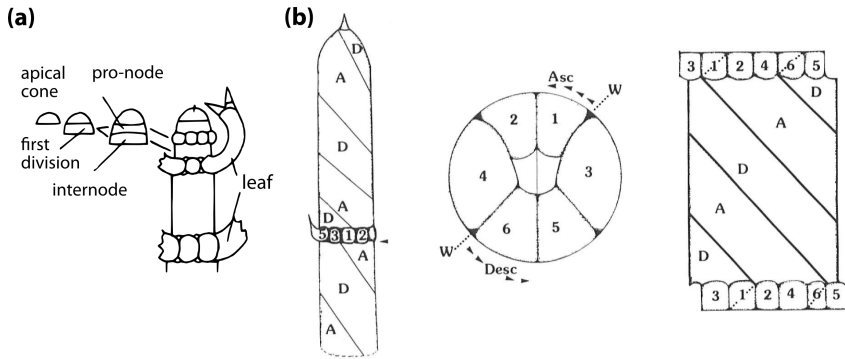 (a)
apical
cone
pro-node
first
division
internode
leaf
(b)
D
A
D
A
D
5 3 1 2
A
D
A
Asc
W
2 1
4 3
6 5
W
Desc
3 1 2 4 6 5
D
A
D
A
D
3 1 2 4 6 5